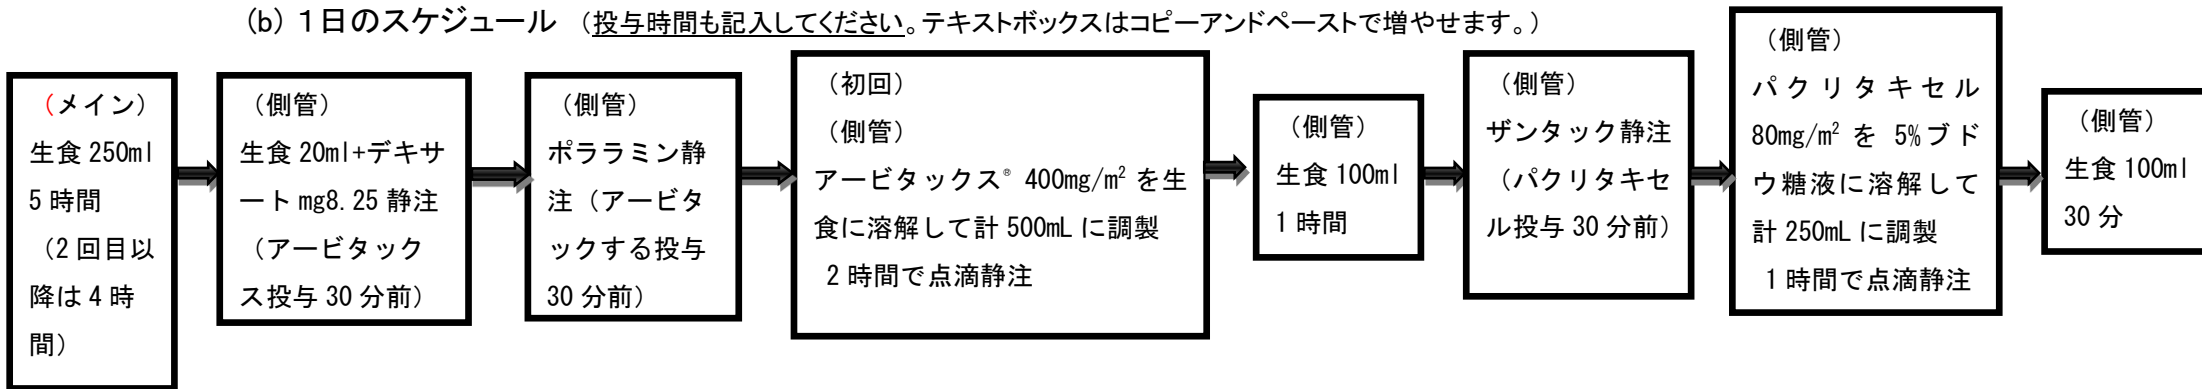 (b) 1日のスケジュール (投与時間も記入してください。テキストボックスはコピーアンドペーストで増やせます。)
(メイン)
生食 250ml
5 時間
(2 回目以
降は 4 時
間)
(側管)
生食 20ml+デキサ
ート mg8.25 静注
(アービタック
ス投与 30 分前)
(側管)
ポララミン静
注(アービタ
ックする投与
30 分前)
(初回)
(側管)
アービタックス® 400mg/m² を生
食に溶解して計 500mL に調製
2 時間で点滴静注
(側管)
生食 100ml
1 時間
(側管)
ザンタック静注
(パクリタキセ
ル投与 30 分前)
(側管)
パクリタキセル
80mg/m² を 5%ブド
ウ糖液に溶解して
計 250mL に調製
1 時間で点滴静注
(側管)
生食 100ml
30 分